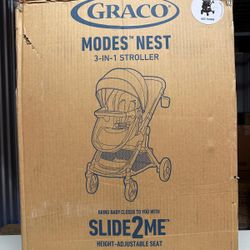 GRACO
MODES™ NEST
3-IN-1 STROLLER
BRING BABY CLOSER TO YOU WITH
SLIDE2ME™
HEIGHT-ADJUSTABLE SEAT